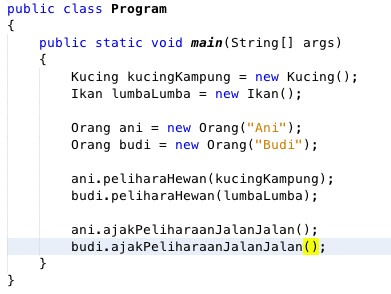 public class Program
{
    public static void main(String[] args)
    {
        Kucing kucingKampung = new Kucing();
        Ikan lumbaLumba = new Ikan();

        Orang ani = new Orang("Ani");
        Orang budi = new Orang("Budi");

        ani.peliharaHewan(kucingKampung);
        budi.peliharaHewan(lumbaLumba);

        ani.ajakPeliharaanJalanJalan();
        budi.ajakPeliharaanJalanJalan();
    }
}